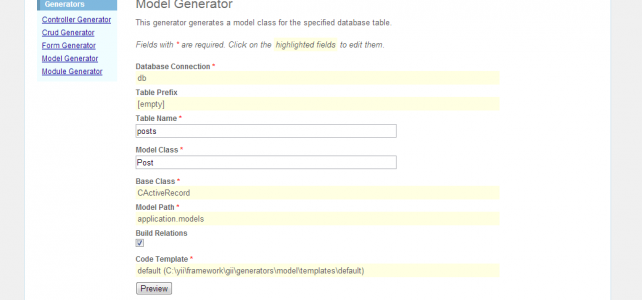 Generators
Controller Generator
Crud Generator
Form Generator
Model Generator
Module Generator
Model Generator
This generator generates a model class for the specified database table.
Fields with * are required. Click on the highlighted fields to edit them.
Database Connection *
db
Table Prefix
[empty]
Table Name *
posts
Model Class *
Post
Base Class *
CActiveRecord
Model Path *
application.models
Build Relations
Code Template *
default (C:\yii\framework\gii\generators\model\templates\default)
Preview